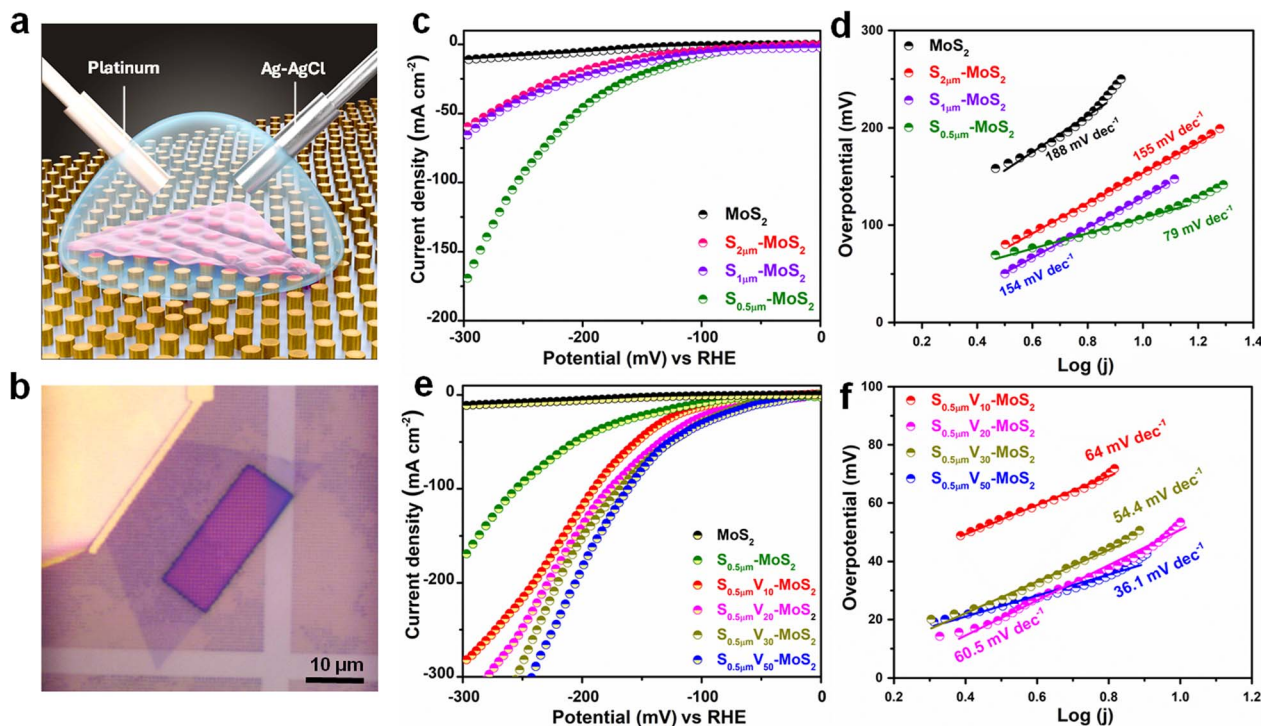 a
Platinum
Ag-AgCl
b
10 µm
c
0
-50
-100
-150
-200
Current density (mA cm⁻²)
MoS₂
S₂μₘ-MoS₂
S₁μₘ-MoS₂
S₀.₅μₘ-MoS₂
-300
-200
-100
0
Potential (mV) vs RHE
d
300
200
100
0
Overpotential (mV)
MoS₂
S₂μₘ-MoS₂
S₁μₘ-MoS₂
S₀.₅μₘ-MoS₂
188 mV dec⁻¹
155 mV dec⁻¹
79 mV dec⁻¹
154 mV dec⁻¹
0.2
0.4
0.6
0.8
1.0
1.2
1.4
Log (j)
e
0
-100
-200
-300
Current density (mA cm⁻²)
MoS₂
S₀.₅μₘ-MoS₂
S₀.₅μₘV₁₀-MoS₂
S₀.₅μₘV₂₀-MoS₂
S₀.₅μₘV₃₀-MoS₂
S₀.₅μₘV₅₀-MoS₂
-300
-200
-100
0
Potential (mV) vs RHE
f
100
80
60
40
20
0
Overpotential (mV)
S₀.₅μₘV₁₀-MoS₂
S₀.₅μₘV₂₀-MoS₂
S₀.₅μₘV₃₀-MoS₂
S₀.₅μₘV₅₀-MoS₂
64 mV dec⁻¹
54.4 mV dec⁻¹
36.1 mV dec⁻¹
60.5 mV dec⁻¹
0.2
0.4
0.6
0.8
1.0
1.2
Log (j)